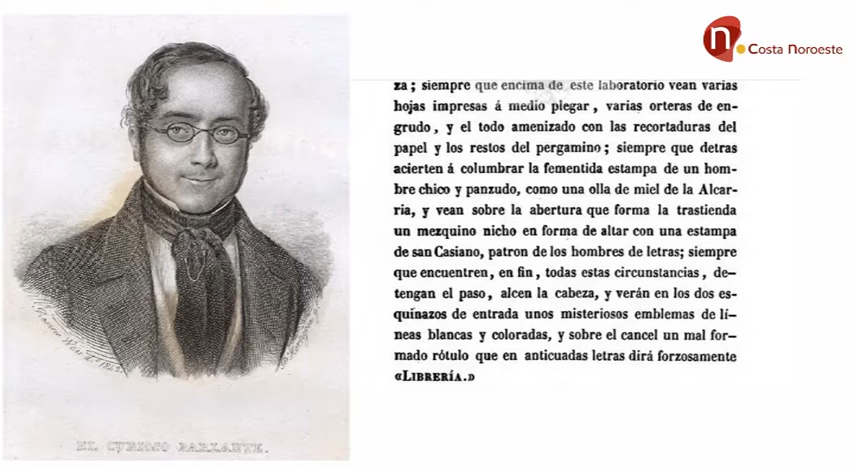 n
Costa Noroeste
za; siempre que encima de este laboratorio vean varias
hojas impresas á medio plegar, varias orteras de en-
grudo, y el todo amenizado con las recortaduras del
papel y los restos del pergamino; siempre que detras
acierten á columbrar la fementida estampa de un hom-
bre chico y panzudo, como una olla de miel de la Alcar-
ria, y vean sobre la abertura que forma la trastienda
un mezquino nicho en forma de altar con una estampa
de san Casiano, patron de los hombres de letras; siempre
que encuentren, en fin, todas estas circunstancias, de-
tengan el paso, alcen la cabeza, y verán en los dos es-
quinazos de entrada unos misteriosos emblemas de lí-
neas blancas y coloradas, y sobre el cancel un mal for-
mado rótulo que en anticuadas letras dirá forzosamente
«LIBRERÍA.»
EL CURIOSO PARLANTE.